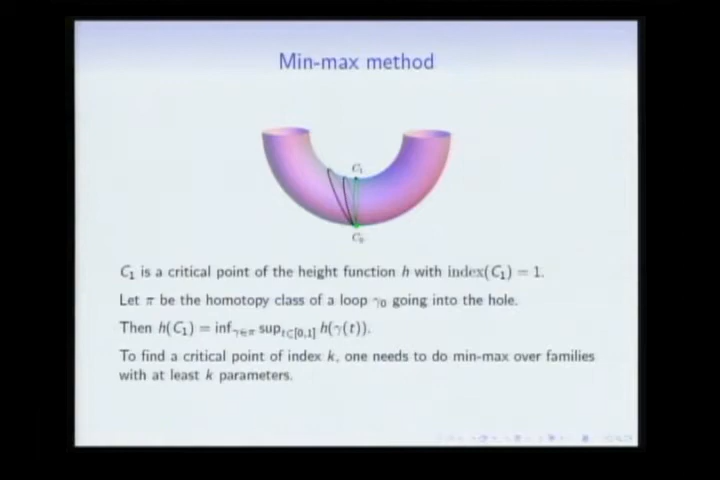 Min-max method
C₁
C₀
C₁ is a critical point of the height function h with index(C₁) = 1.
Let π be the homotopy class of a loop γ₀ going into the hole.
Then h(C₁) = inf_{γ∈π} sup_{t∈[0,1]} h(γ(t)).
To find a critical point of index k, one needs to do min-max over families
with at least k parameters.